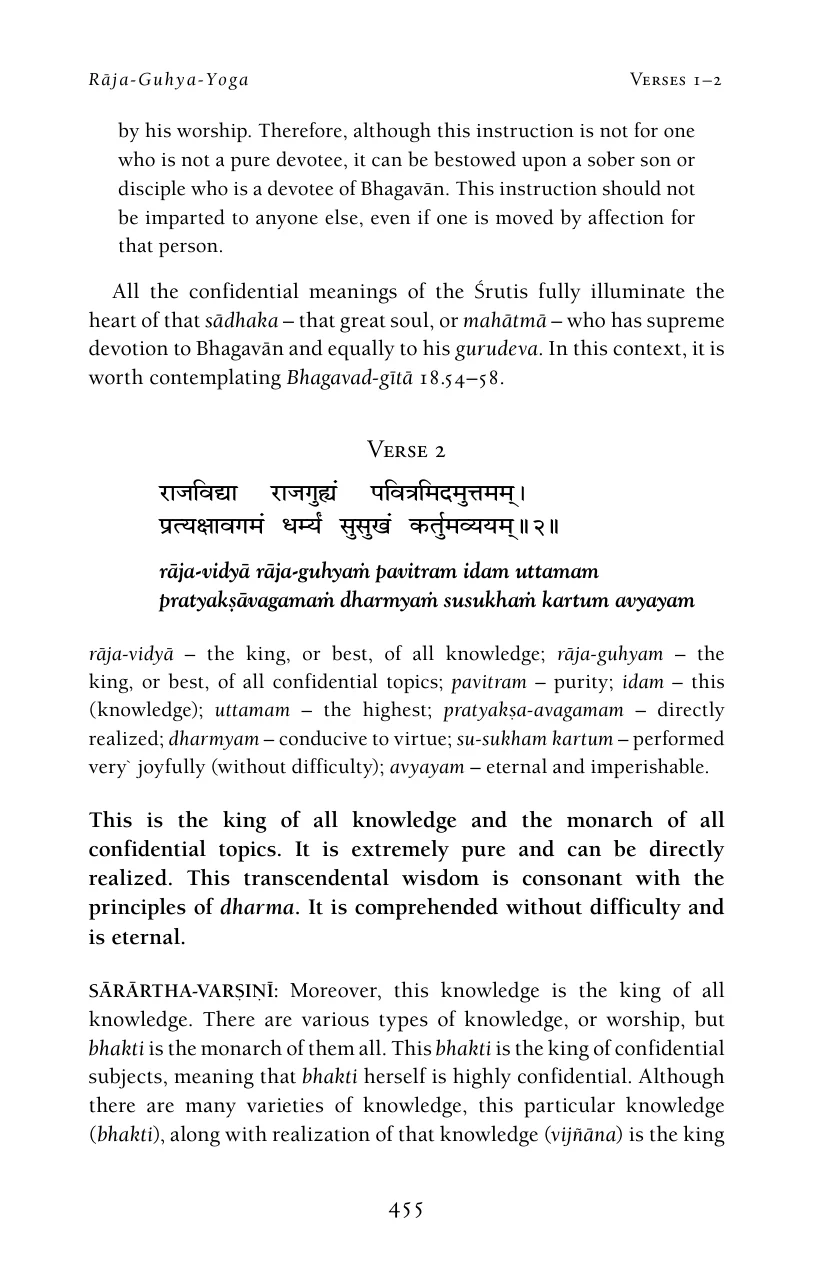 Rāja-Guhya-Yoga Verses 1–2
by his worship. Therefore, although this instruction is not for one
who is not a pure devotee, it can be bestowed upon a sober son or
disciple who is a devotee of Bhagavān. This instruction should not
be imparted to anyone else, even if one is moved by affection for
that person.
All the confidential meanings of the Śrutis fully illuminate the
heart of that sādhaka – that great soul, or mahātmā – who has supreme
devotion to Bhagavān and equally to his gurudeva. In this context, it is
worth contemplating Bhagavad-gītā 18.54–58.
Verse 2
राजविद्या राजगुह्यं पवित्रमिदमुत्तमम्।
प्रत्यक्षावगमं धर्म्यं सुसुखं कर्तुमव्ययम्॥२॥
rāja-vidyā rāja-guhyaṁ pavitram idam uttamam
pratyakṣāvagamaṁ dharmyaṁ susukhaṁ kartum avyayam
rāja-vidyā – the king, or best, of all knowledge; rāja-guhyam – the
king, or best, of all confidential topics; pavitram – purity; idam – this
(knowledge); uttamam – the highest; pratyakṣa-avagamam – directly
realized; dharmyam – conducive to virtue; su-sukham kartum – performed
very` joyfully (without difficulty); avyayam – eternal and imperishable.
This is the king of all knowledge and the monarch of all
confidential topics. It is extremely pure and can be directly
realized. This transcendental wisdom is consonant with the
principles of dharma. It is comprehended without difficulty and
is eternal.
SĀRĀRTHA-VARṢIṆĪ: Moreover, this knowledge is the king of all
knowledge. There are various types of knowledge, or worship, but
bhakti is the monarch of them all. This bhakti is the king of confidential
subjects, meaning that bhakti herself is highly confidential. Although
there are many varieties of knowledge, this particular knowledge
(bhakti), along with realization of that knowledge (vijñāna) is the king
455